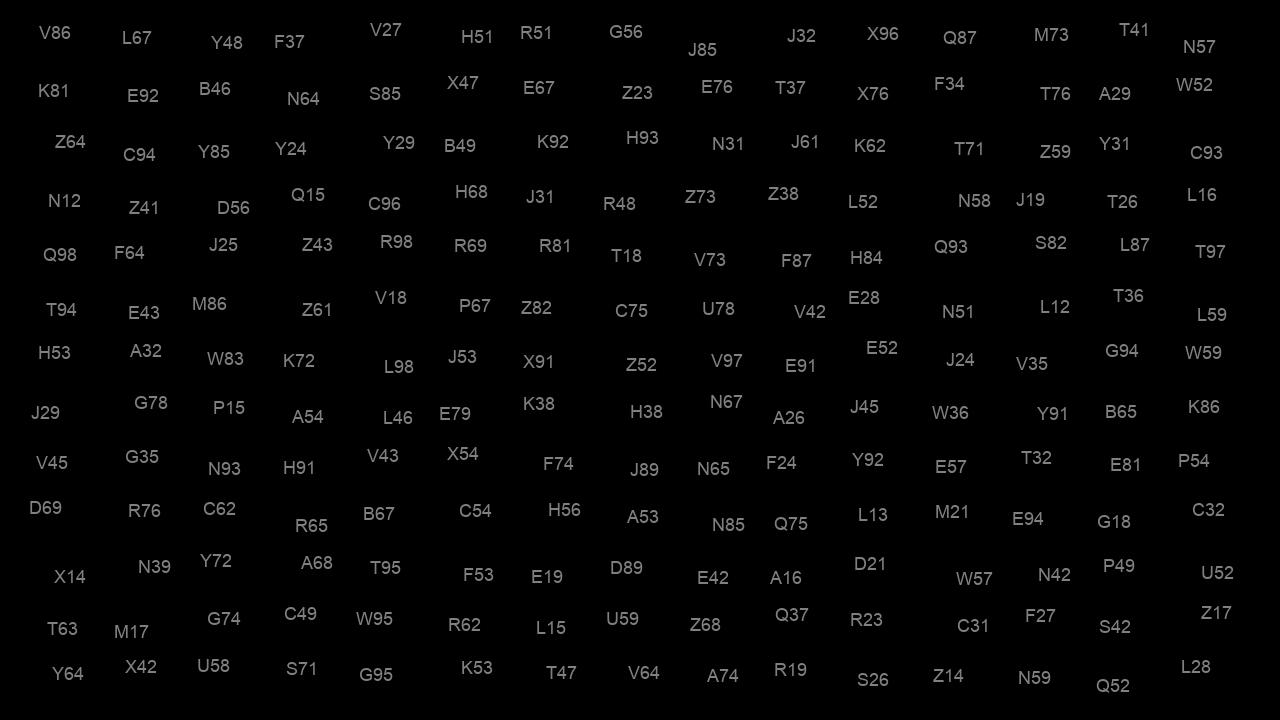 V86 L67 Y48 F37 V27 H51 R51 G56 J85 J32 X96 Q87 M73 T41 N57
K81 E92 B46 N64 S85 X47 E67 Z23 E76 T37 X76 F34 T76 A29 W52
Z64 C94 Y85 Y24 Y29 B49 K92 H93 N31 J61 K62 T71 Z59 Y31 C93
N12 Z41 D56 Q15 C96 H68 J31 R48 Z73 Z38 L52 N58 J19 T26 L16
Q98 F64 J25 Z43 R98 R69 R81 T18 V73 F87 H84 Q93 S82 L87 T97
T94 E43 M86 Z61 V18 P67 Z82 C75 U78 V42 E28 N51 L12 T36 L59
H53 A32 W83 K72 L98 J53 X91 Z52 V97 E91 E52 J24 V35 G94 W59
J29 G78 P15 A54 L46 E79 K38 H38 N67 A26 J45 W36 Y91 B65 K86
V45 G35 N93 H91 V43 X54 F74 J89 N65 F24 Y92 E57 T32 E81 P54
D69 R76 C62 R65 B67 C54 H56 A53 N85 Q75 L13 M21 E94 G18 C32
X14 N39 Y72 A68 T95 F53 E19 D89 E42 A16 D21 W57 N42 P49 U52
T63 M17 G74 C49 W95 R62 L15 U59 Z68 Q37 R23 C31 F27 S42 Z17
Y64 X42 U58 S71 G95 K53 T47 V64 A74 R19 S26 Z14 N59 Q52 L28